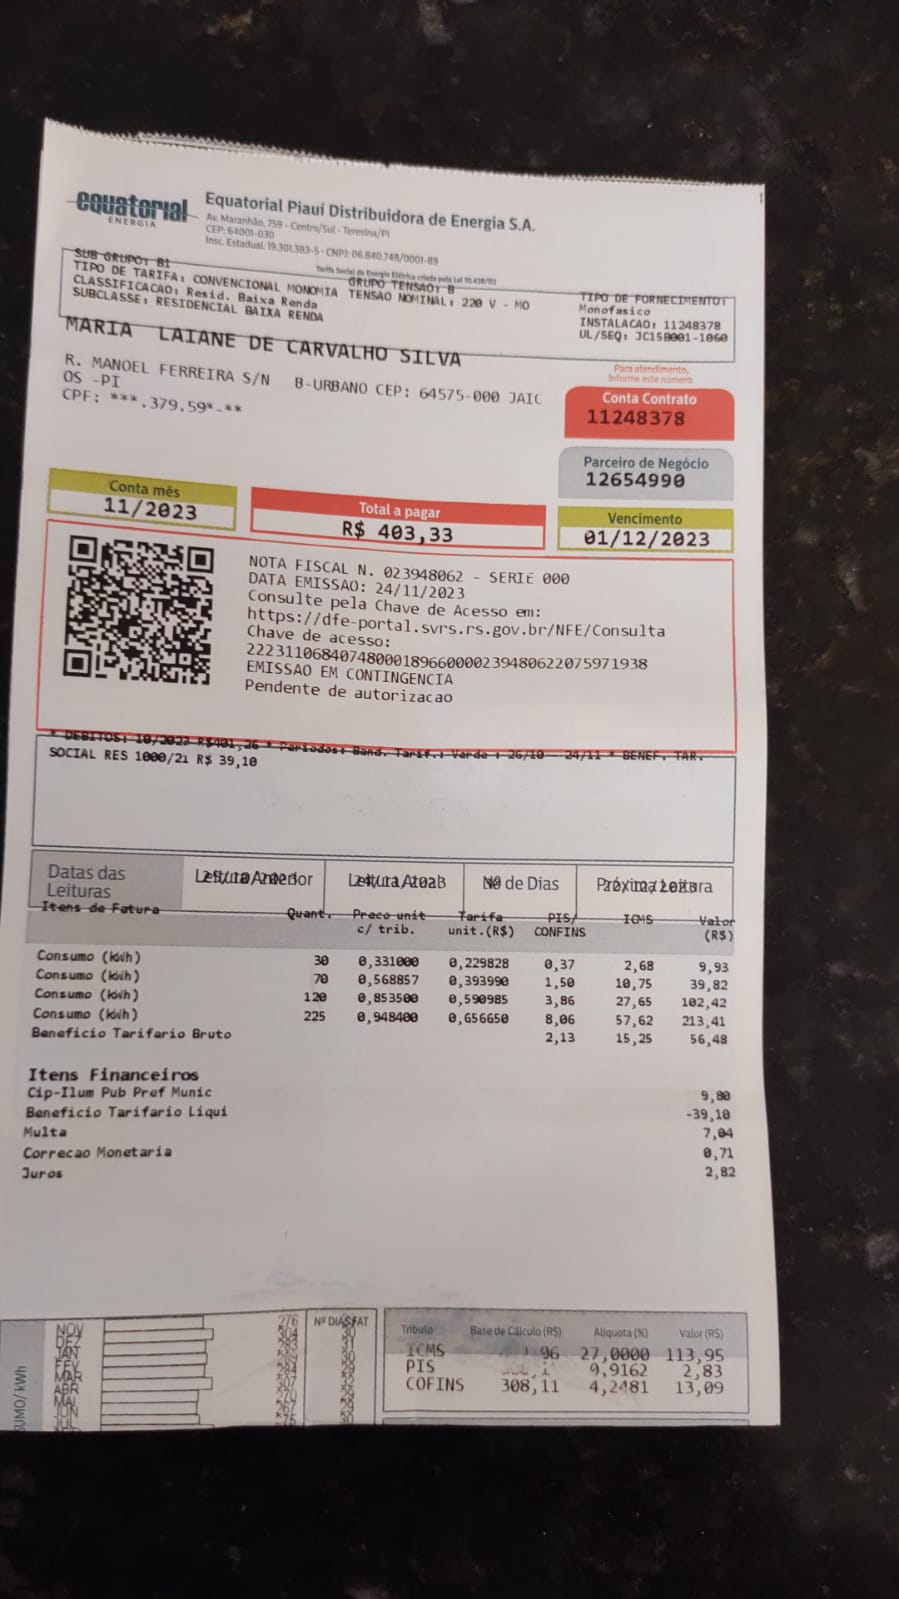 equatorial
ENERGIA
Equatorial Piauí Distribuidora de Energia S.A.
Av. Maranhão, 759 - Centro/Sul - Teresina/PI
CEP: 64001-030
Insc. Estadual: 19.301.383-5 - CNPJ: 06.840.748/0001-89
Tarifa Social de Energia Elétrica criada pela Lei 10.438/02
SUB GRUPO: B1 GRUPO TENSAO: B
TIPO DE TARIFA: CONVENCIONAL MONOMIA TENSAO NOMINAL: 220 V - MO
CLASSIFICACAO: Resid. Baixa Renda
SUBCLASSE: RESIDENCIAL BAIXA RENDA
TIPO DE FORNECIMENTO:
Monofasico
INSTALACAO: 11248378
UL/SEQ: JC15B001-1060
MARIA LAIANE DE CARVALHO SILVA
R. MANOEL FERREIRA S/N B-URBANO CEP: 64575-000 JAIC
OS -PI
CPF: ***.379.59*-**
Para atendimento,
Informe este número.
Conta Contrato
11248378
Parceiro de Negócio
12654990
Conta mês
11/2023
Total a pagar
R$ 403,33
Vencimento
01/12/2023
NOTA FISCAL N. 023948062 - SERIE 000
DATA EMISSAO: 24/11/2023
Consulte pela Chave de Acesso em:
https://dfe-portal.svrs.rs.gov.br/NFE/Consulta
Chave de acesso:
22231106840748000189660000239480622075971938
EMISSAO EM CONTINGENCIA
Pendente de autorizacao
* DEBITOS: 10/2023 R$401,26 * Periodos: Band. Tarif.: Verde : 26/10 - 24/11 * BENEF. TAR.
SOCIAL RES 1000/21 R$ 39,10
Datas das Leituras Leitura Anterior Leitura Atual Nº de Dias Próxima Leitura
Itens de Fatura Quant. Preco unit c/ trib. Tarifa unit.(R$) PIS/ CONFINS ICMS Valor (R$)
Consumo (kWh) 30 0,331000 0,229828 0,37 2,68 9,93
Consumo (kWh) 70 0,568857 0,393990 1,50 10,75 39,82
Consumo (kWh) 120 0,853500 0,590985 3,86 27,65 102,42
Consumo (kWh) 225 0,948400 0,656650 8,06 57,62 213,41
Beneficio Tarifario Bruto 2,13 15,25 56,48
Itens Financeiros
Cip-Ilum Pub Pref Munic 9,80
Beneficio Tarifario Liqui -39,10
Multa 7,04
Correcao Monetaria 0,71
Juros 2,82
Nº DIAS FAT
NOV 276 30
DEZ 304 31
JAN
FEV
MAR
ABR
MAI
JUN
JUL
Tributo Base de Cálculo (R$) Alíquota (%) Valor (R$)
ICMS 27,0000 113,95
PIS 2,83
COFINS 308,11 4,2481 13,09